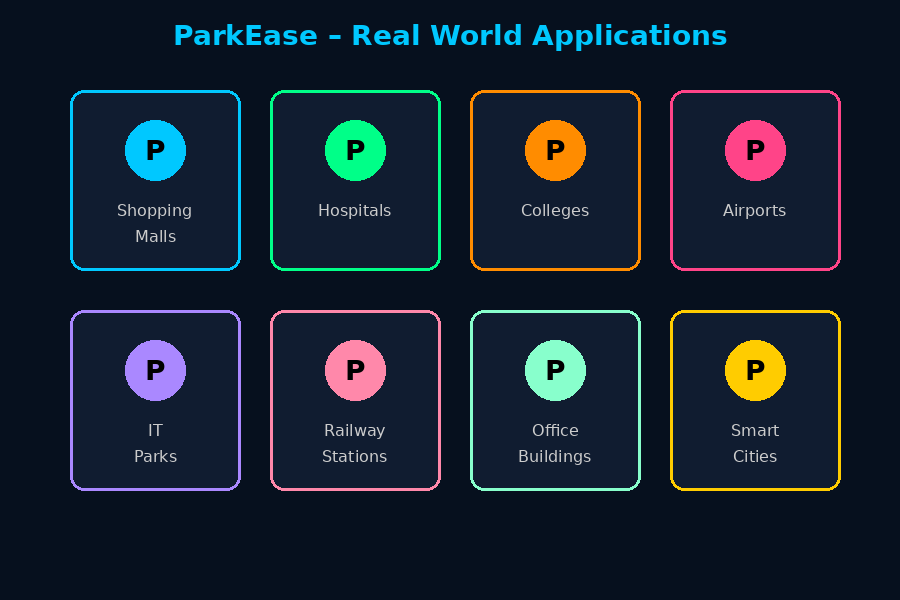 ParkEase – Real World Applications
P
P
P
P
Shopping
Malls
Hospitals
Colleges
Airports
P
P
P
P
IT
Parks
Railway
Stations
Office
Buildings
Smart
Cities